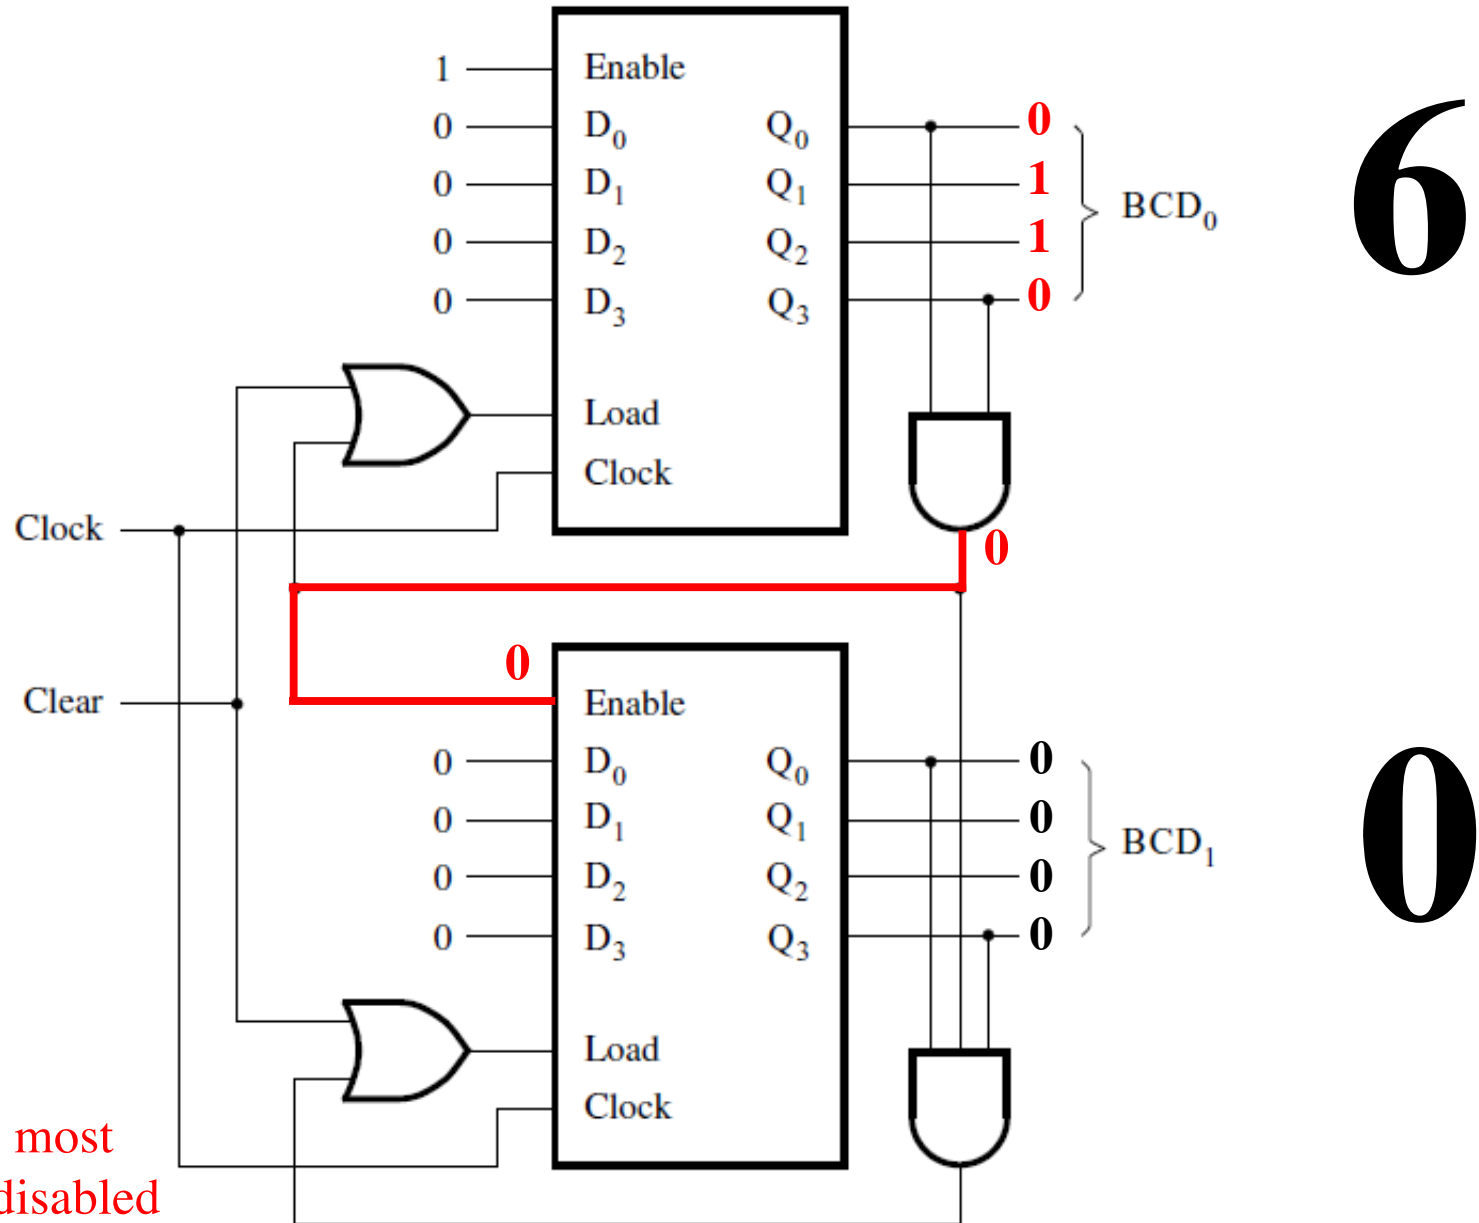 1 Enable
0 D0 Q0 0
0 D1 Q1 1
0 D2 Q2 1
0 D3 Q3 0
BCD0
6
Load
Clock
Clock
0
0
Clear
Enable
0 D0 Q0 0
0 D1 Q1 0
0 D2 Q2 0
0 D3 Q3 0
BCD1
0
Load
Clock
most
disabled